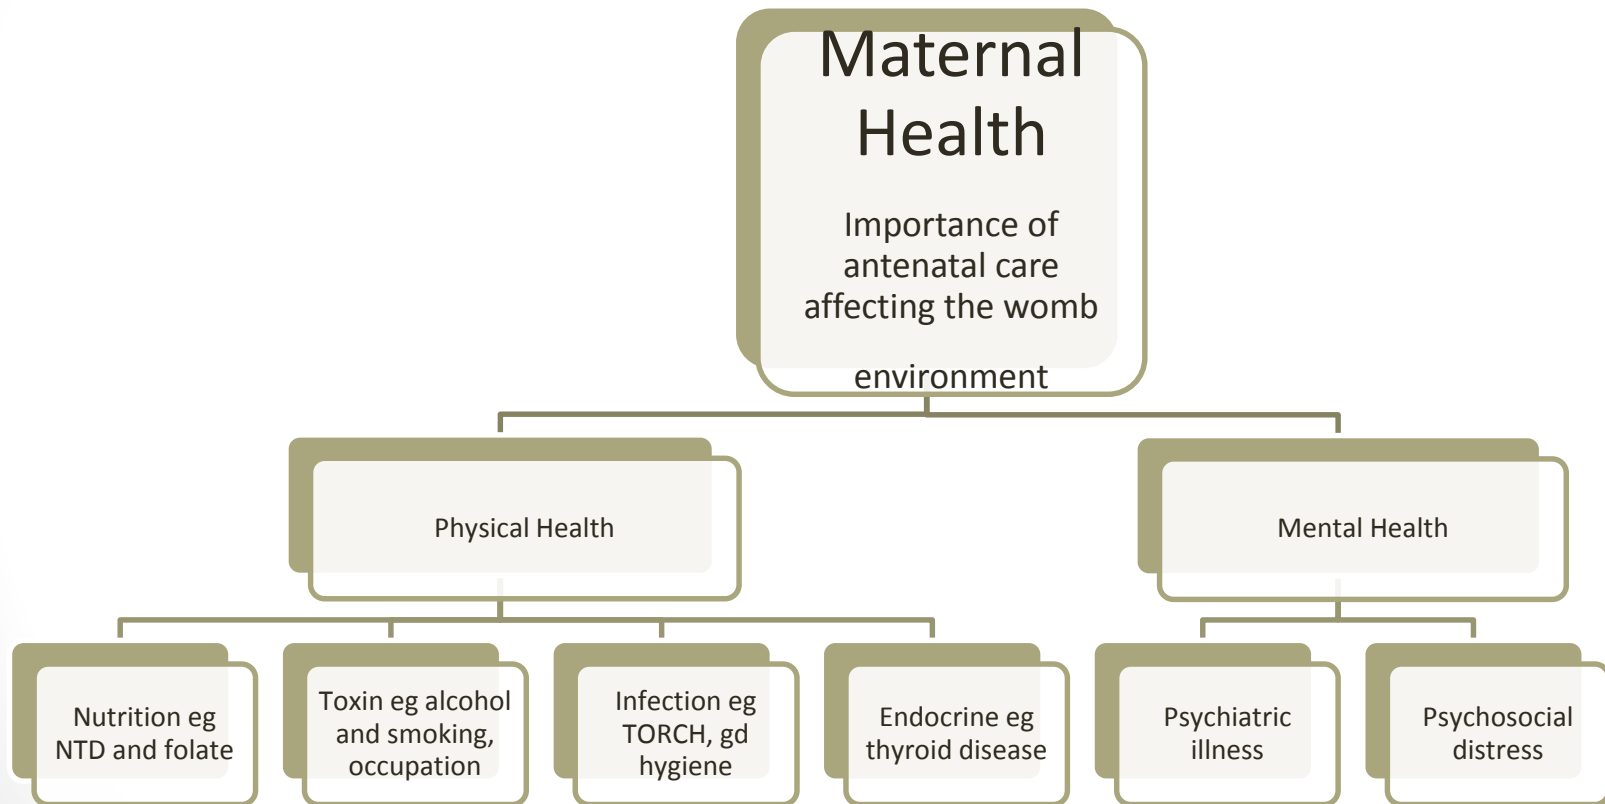 Maternal
Health
Importance of
antenatal care
affecting the womb
environment
Physical Health
Mental Health
Nutrition eg
NTD and folate
Toxin eg alcohol
and smoking,
occupation
Infection eg
TORCH, gd
hygiene
Endocrine eg
thyroid disease
Psychiatric
illness
Psychosocial
distress